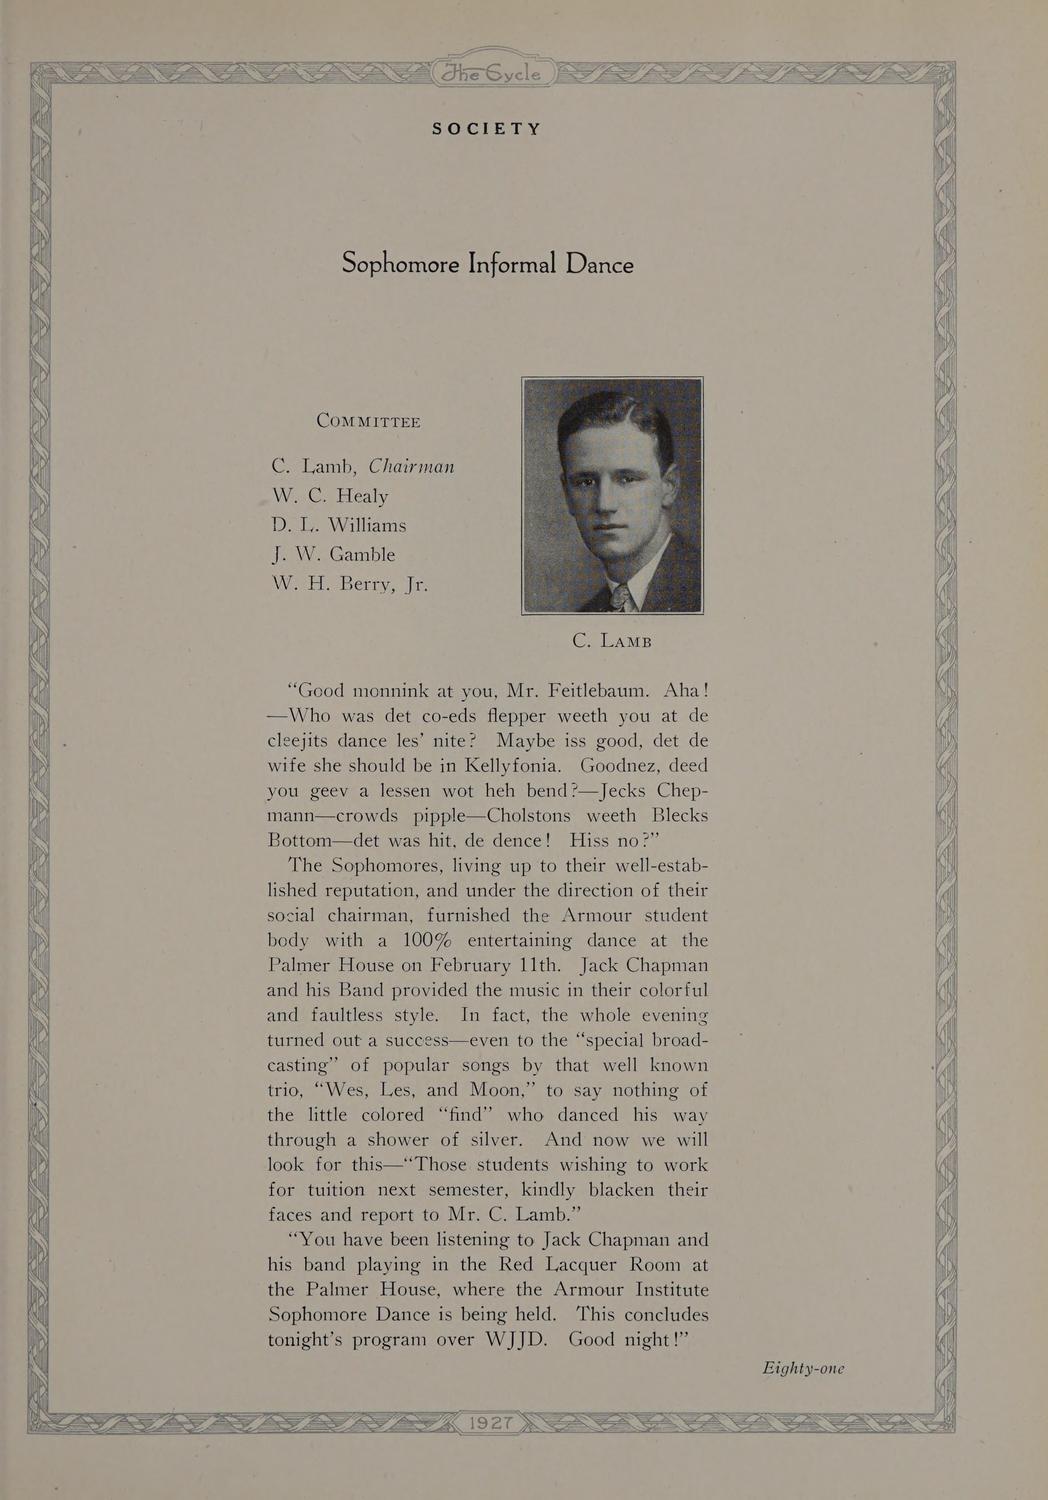 The Cycle
SOCIETY
Sophomore Informal Dance
COMMITTEE
C. Lamb, Chairman
W. C. Healy
D. L. Williams
J. W. Gamble
W. H. Berry, Jr.
C. LAMB
“Good monnink at you, Mr. Feitlebaum. Aha!
—Who was det co-eds flepper weeth you at de
cleejits dance les’ nite? Maybe iss good, det de
wife she should be in Kellyfonia. Goodnez, deed
you geev a lessen wot heh bend?—Jecks Chep-
mann—crowds pipple—Cholstons weeth Blecks
Bottom—det was hit, de dence! Hiss no?”
The Sophomores, living up to their well-estab-
lished reputation, and under the direction of their
social chairman, furnished the Armour student
body with a 100% entertaining dance at the
Palmer House on February 11th. Jack Chapman
and his Band provided the music in their colorful
and faultless style. In fact, the whole evening
turned out a success—even to the “special broad-
casting” of popular songs by that well known
trio, “Wes, Les, and Moon,” to say nothing of
the little colored “find” who danced his way
through a shower of silver. And now we will
look for this—“Those students wishing to work
for tuition next semester, kindly blacken their
faces and report to Mr. C. Lamb.”
“You have been listening to Jack Chapman and
his band playing in the Red Lacquer Room at
the Palmer House, where the Armour Institute
Sophomore Dance is being held. This concludes
tonight’s program over WJJD. Good night!”
Eighty-one
1927